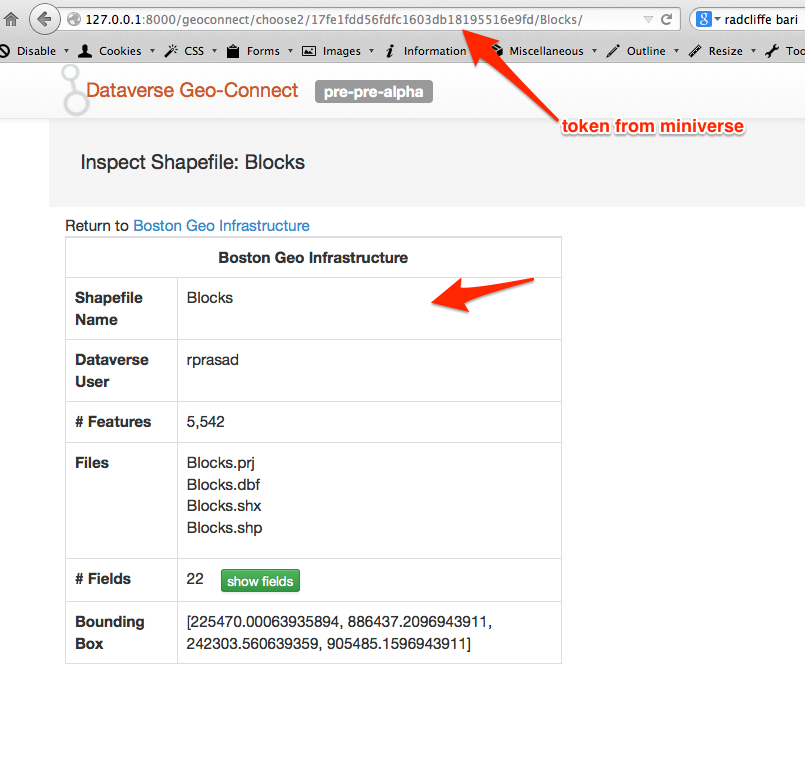 127.0.0.1:8000/geoconnect/choose2/17fe1fdd56fdfc1603db18195516e9fd/Blocks/
radcliffe bari
Disable
Cookies
CSS
Forms
Images
Information
Miscellaneous
Outline
Resize
Too
Dataverse Geo-Connect pre-pre-alpha
token from miniverse
Inspect Shapefile: Blocks
Return to Boston Geo Infrastructure
Boston Geo Infrastructure
Shapefile
Name
Blocks
Dataverse
User
rprasad
# Features
5,542
Files
Blocks.prj
Blocks.dbf
Blocks.shx
Blocks.shp
# Fields
22
show fields
Bounding
Box
[225470.00063935894, 886437.2096943911,
242303.560639359, 905485.1596943911]